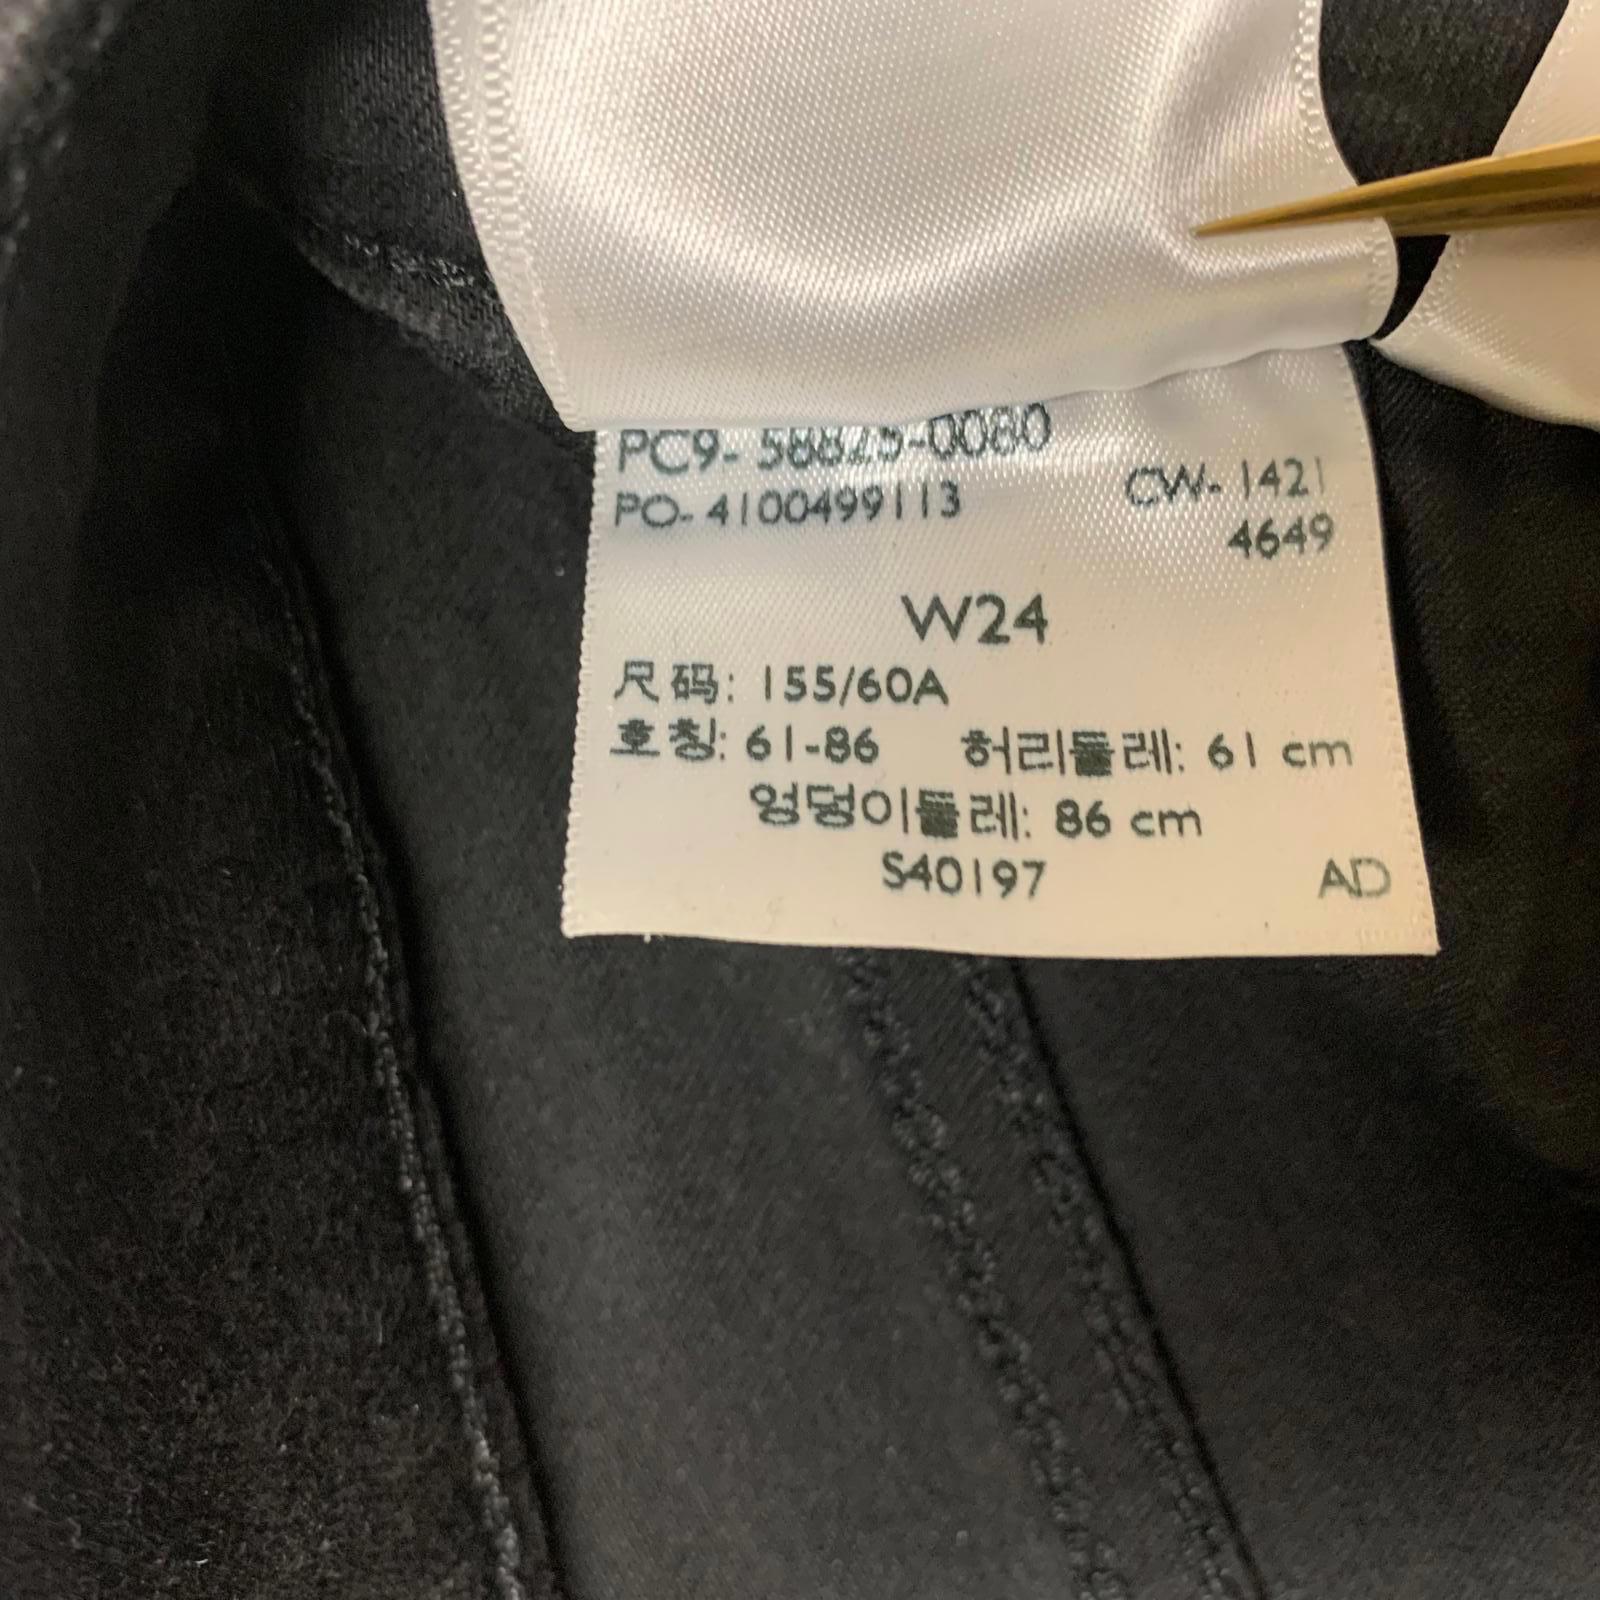 PC9- 58825-0080
PO- 4100499113 CW- 1421
4649
W24
尺码: 155/60A
호칭: 61-86 허리둘레: 61 cm
엉덩이둘레: 86 cm
S40197 AD